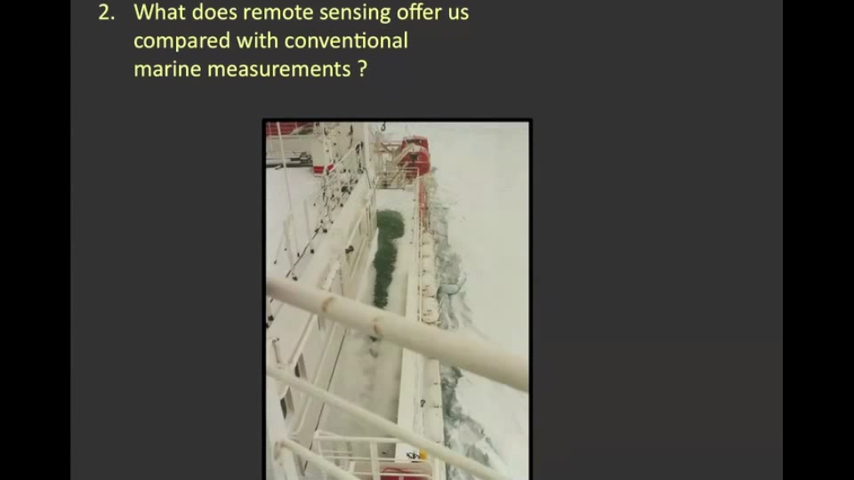 2. What does remote sensing offer us
compared with conventional
marine measurements ?